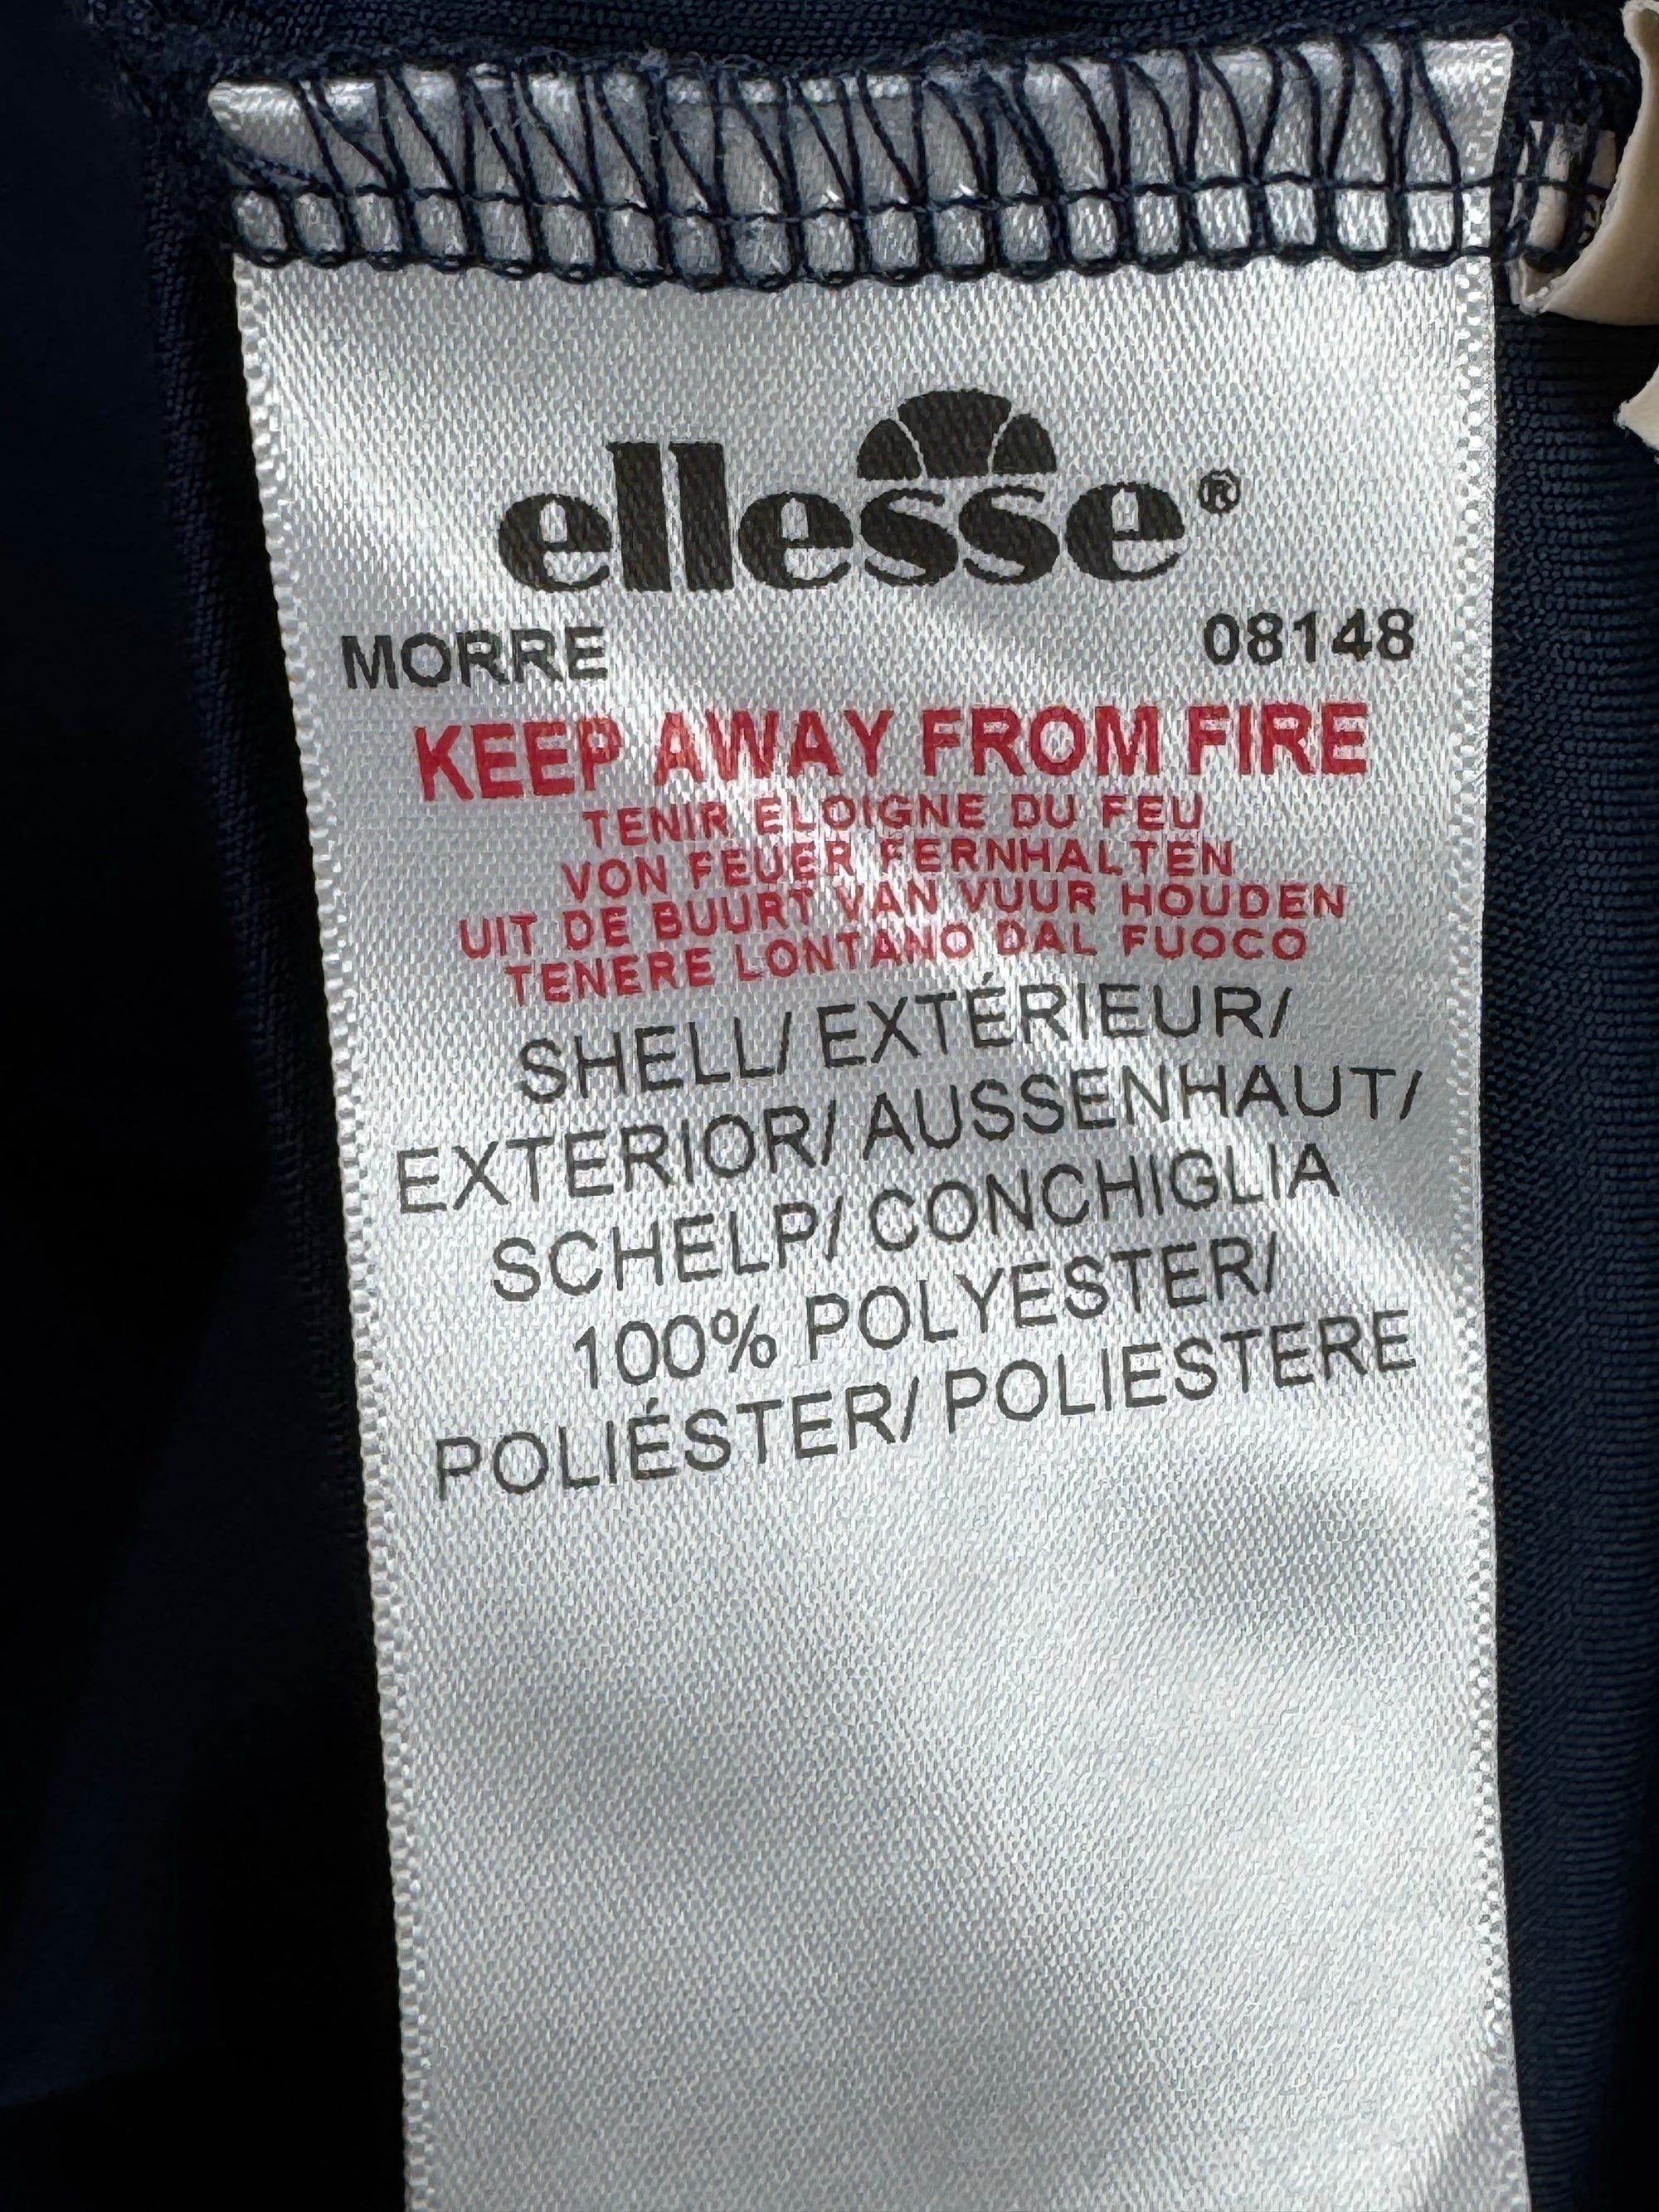 ellesse®
MORRE 08148
KEEP AWAY FROM FIRE
TENIR ELOIGNE DU FEU
VON FEUER FERNHALTEN
UIT DE BUURT VAN VUUR HOUDEN
TENERE LONTANO DAL FUOCO
SHELL/ EXTÉRIEUR/
EXTERIOR/ AUSSENHAUT/
SCHELP/ CONCHIGLIA
100% POLYESTER/
POLIÉSTER/ POLIESTERE